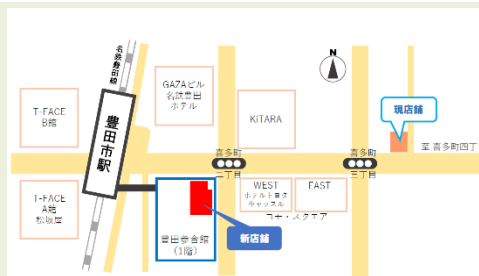 名鉄豊田線
N
T-FACE
B館
豊田市駅
GAZAビル
名鉄豊田
ホテル
KiTARA
現店舗
喜多町
二丁目
喜多町
三丁目
至 喜多町四丁
T-FACE
A館
松坂屋
WEST
ホテルトヨタ
キャッスル
EAST
コモ・スクエア
豊田参合館
(1階)
新店舗